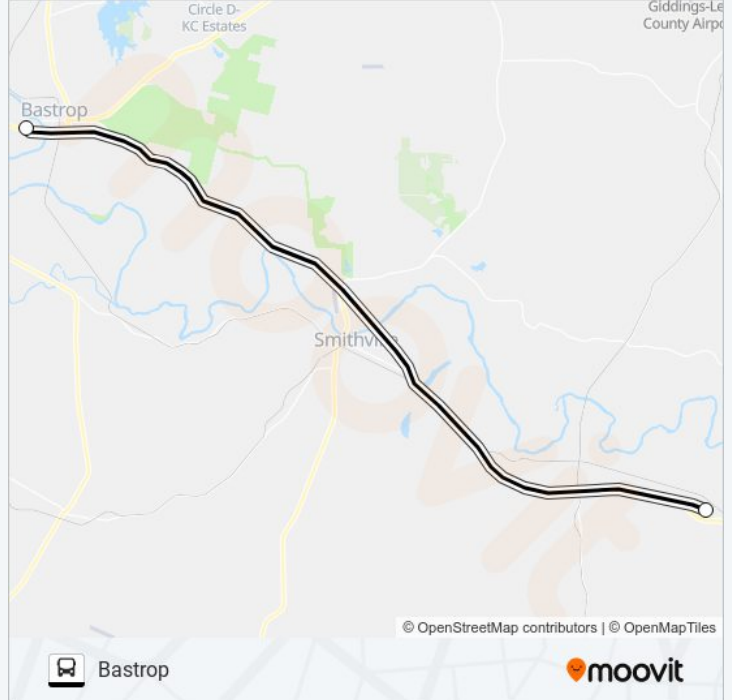 Circle D-
KC Estates
Giddings-Le
County Airpo
Bastrop
Smithville
© OpenStreetMap contributors | © OpenMapTiles
Bastrop
moovit